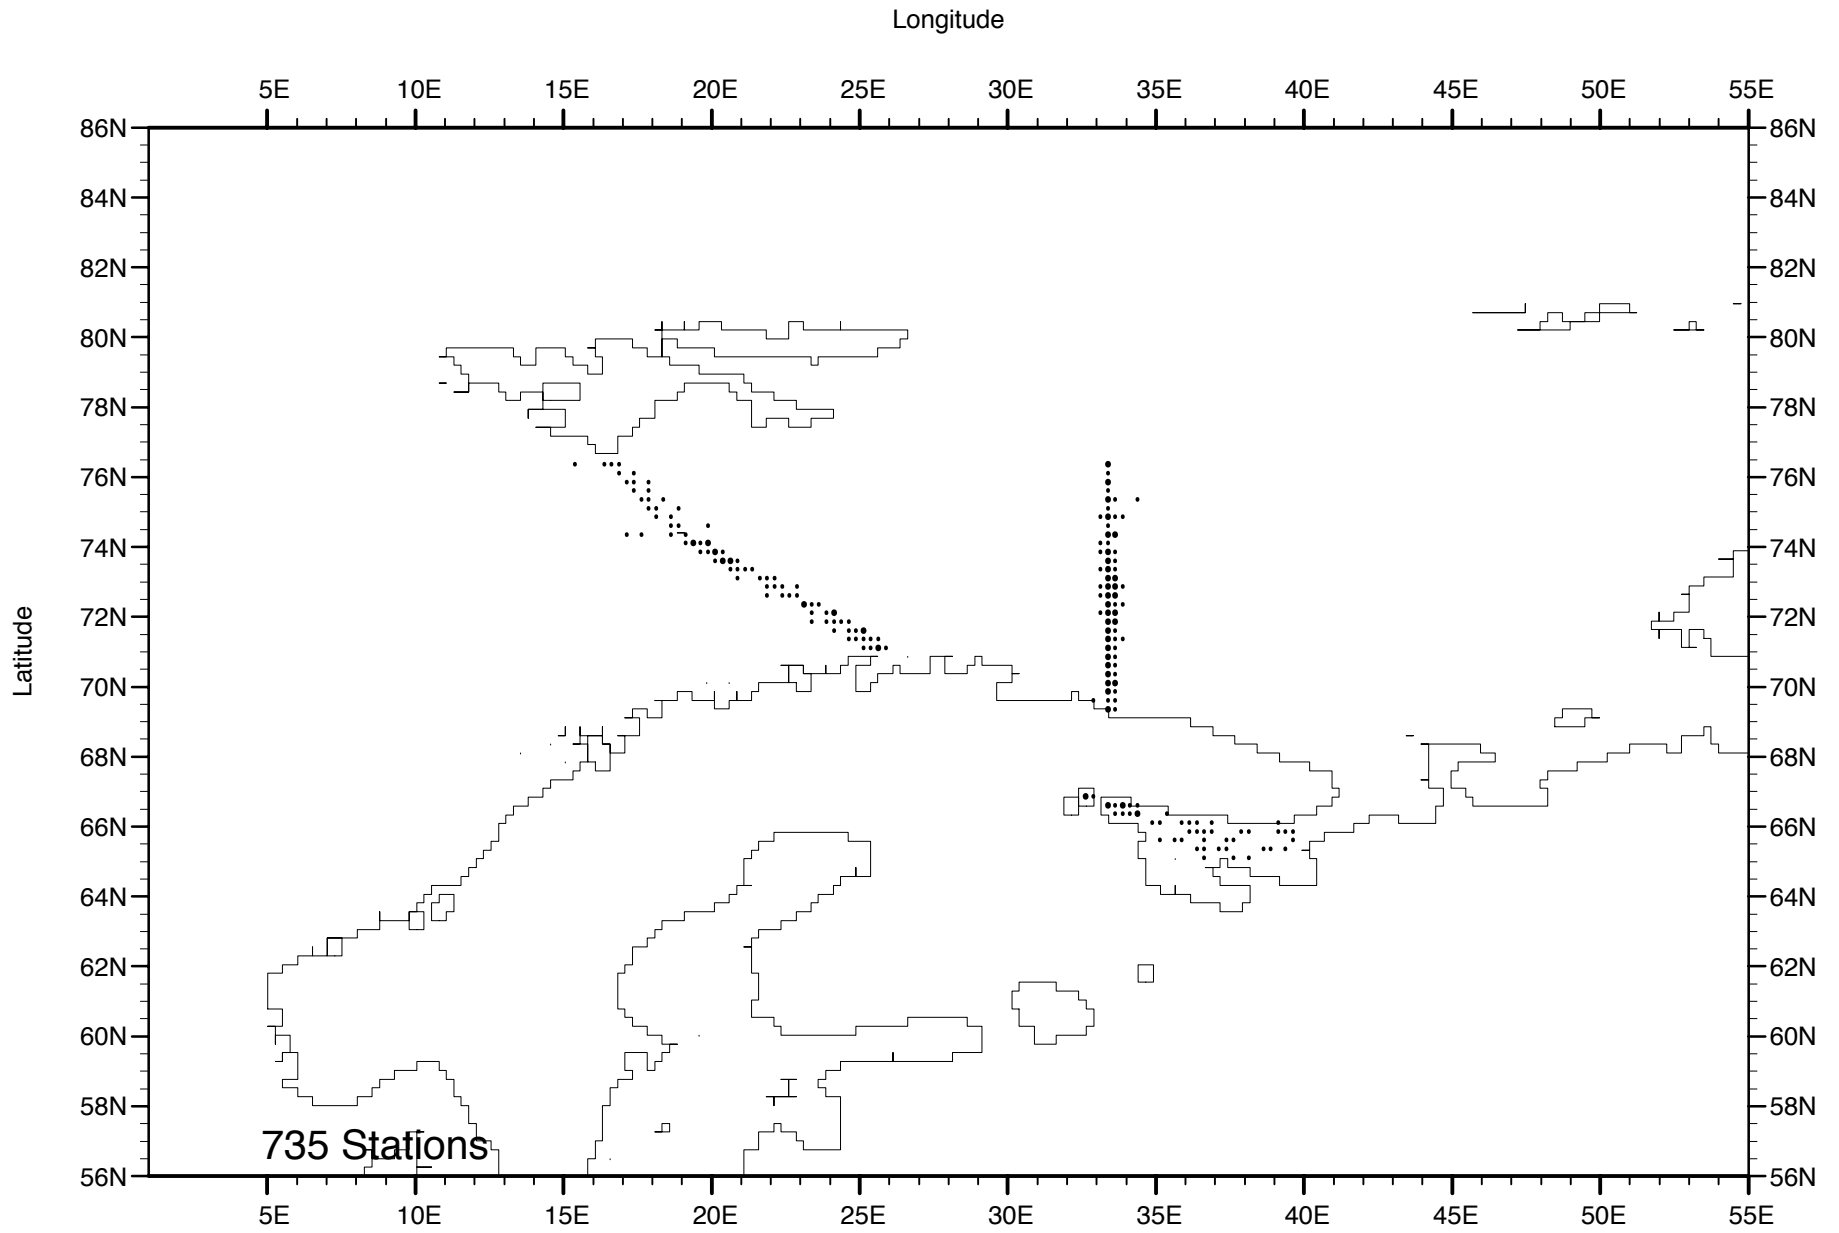 Longitude
5E 10E 15E 20E 25E 30E 35E 40E 45E 50E 55E
86N 86N
84N 84N
82N 82N
80N 80N
78N 78N
76N 76N
74N 74N
72N 72N
Latitude
70N 70N
68N 68N
66N 66N
64N 64N
62N 62N
60N 60N
58N 58N
735 Stations
56N 56N
5E 10E 15E 20E 25E 30E 35E 40E 45E 50E 55E